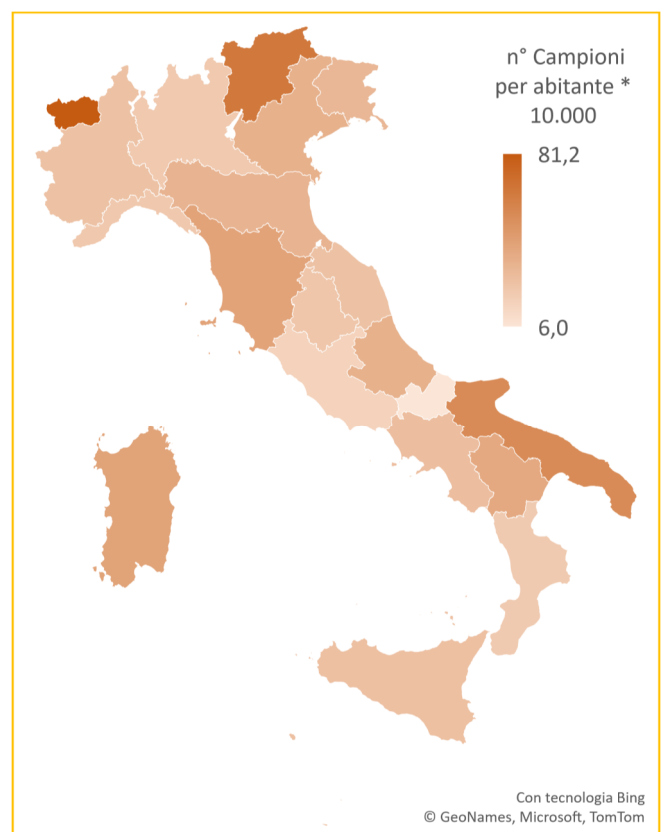 n° Campioni
per abitante *
10.000
81,2
6,0
Con tecnologia Bing
© GeoNames, Microsoft, TomTom